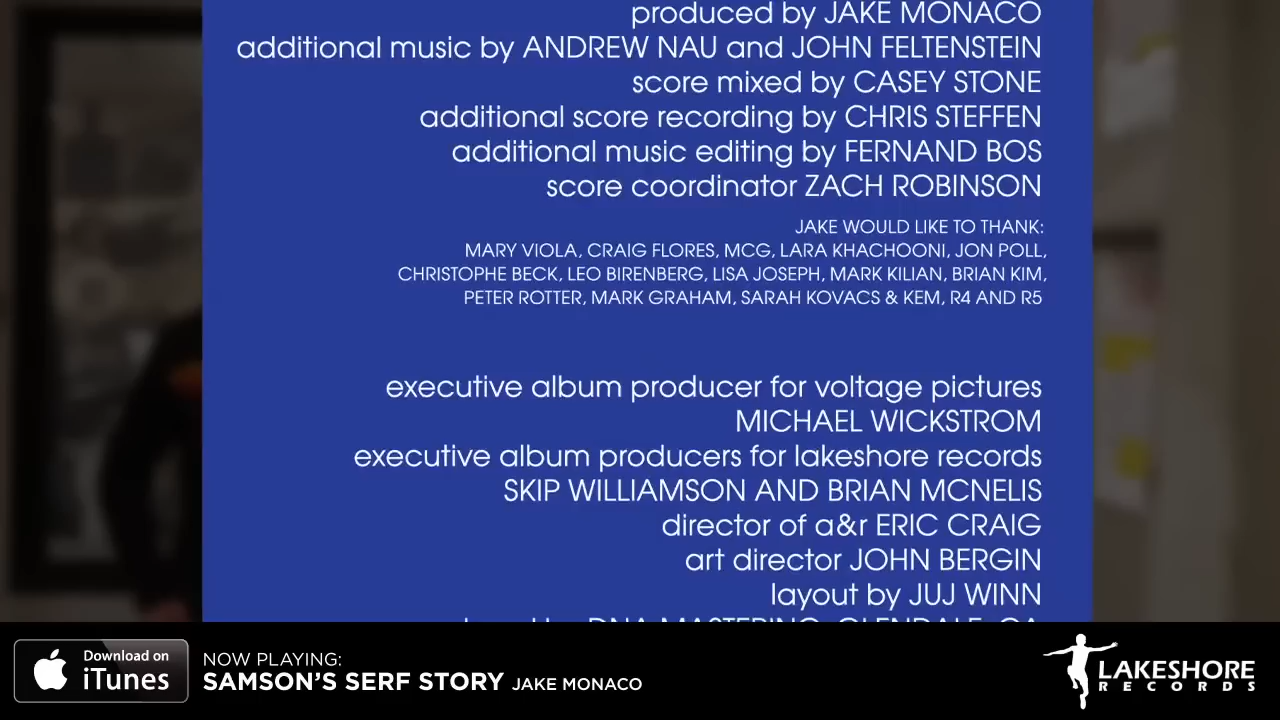 produced by JAKE MONACO
additional music by ANDREW NAU and JOHN FELTENSTEIN
score mixed by CASEY STONE
additional score recording by CHRIS STEFFEN
additional music editing by FERNAND BOS
score coordinator ZACH ROBINSON
JAKE WOULD LIKE TO THANK:
MARY VIOLA, CRAIG FLORES, MCG, LARA KHACHOONI, JON POLL,
CHRISTOPHE BECK, LEO BIRENBERG, LISA JOSEPH, MARK KILIAN, BRIAN KIM,
PETER ROTTER, MARK GRAHAM, SARAH KOVACS & KEM, R4 AND R5
executive album producer for voltage pictures
MICHAEL WICKSTROM
executive album producers for lakeshore records
SKIP WILLIAMSON AND BRIAN MCNELIS
director of a&r ERIC CRAIG
art director JOHN BERGIN
layout by JUJ WINN
DNA MASTERING, GLENDALE, CA
Download on
iTunes
NOW PLAYING:
SAMSON'S SERF STORY JAKE MONACO
LAKESHORE
RECORDS